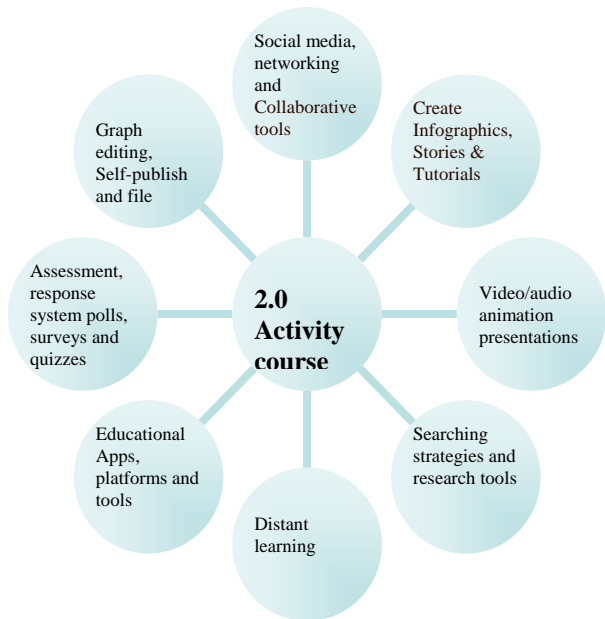 Social media,
networking
and
Collaborative
tools
Create
Infographics,
Stories &
Tutorials
Video/audio
animation
presentations
Searching
strategies and
research tools
Distant
learning
Educational
Apps,
platforms and
tools
Assessment,
response
system polls,
surveys and
quizzes
Graph
editing,
Self-publish
and file
2.0
Activity
course